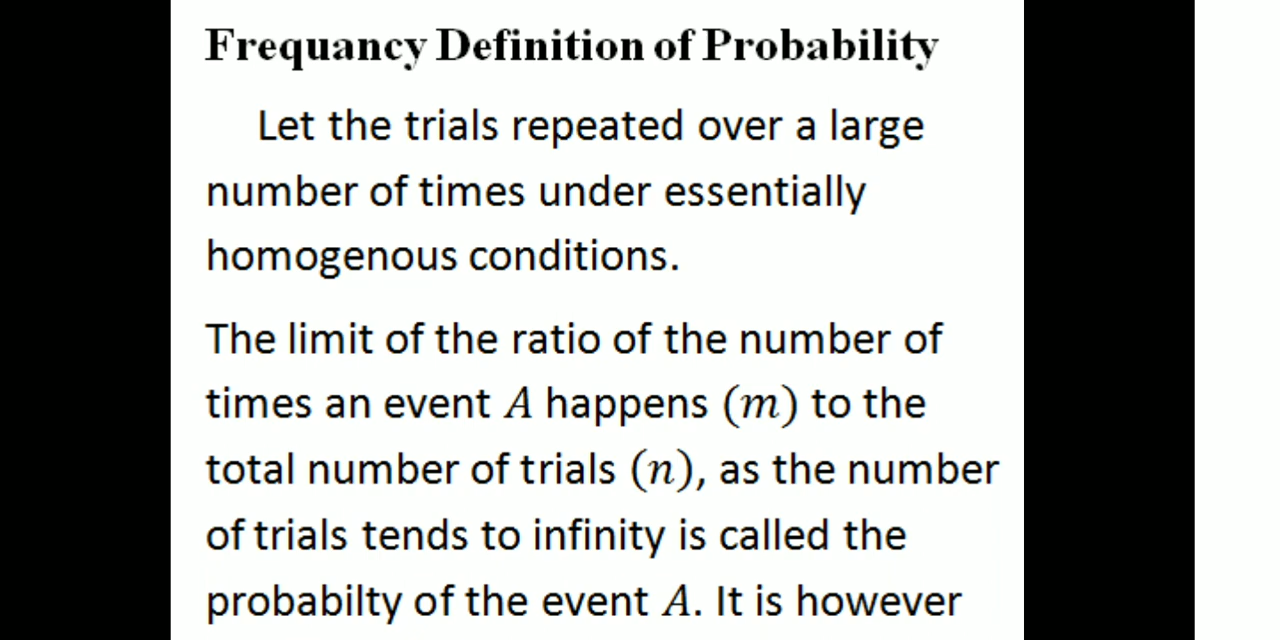 Frequancy Definition of Probability
Let the trials repeated over a large
number of times under essentially
homogenous conditions.
The limit of the ratio of the number of
times an event A happens (m) to the
total number of trials (n), as the number
of trials tends to infinity is called the
probabilty of the event A. It is however